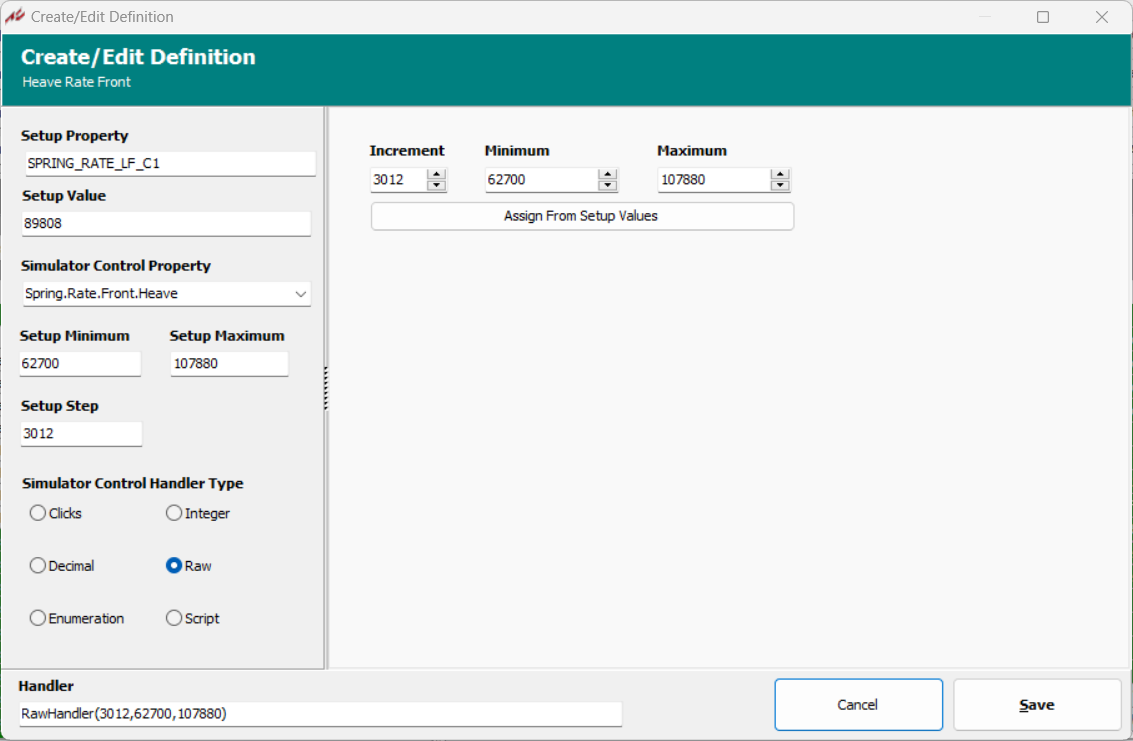 Create/Edit Definition
Create/Edit Definition
Heave Rate Front
Setup Property
SPRING_RATE_LF_C1
Setup Value
89808
Simulator Control Property
Spring.Rate.Front.Heave
Setup Minimum Setup Maximum
62700 107880
Setup Step
3012
Simulator Control Handler Type
Clicks Integer
Decimal Raw
Enumeration Script
Increment Minimum Maximum
3012 62700 107880
Assign From Setup Values
Handler
RawHandler(3012,62700,107880)
Cancel Save